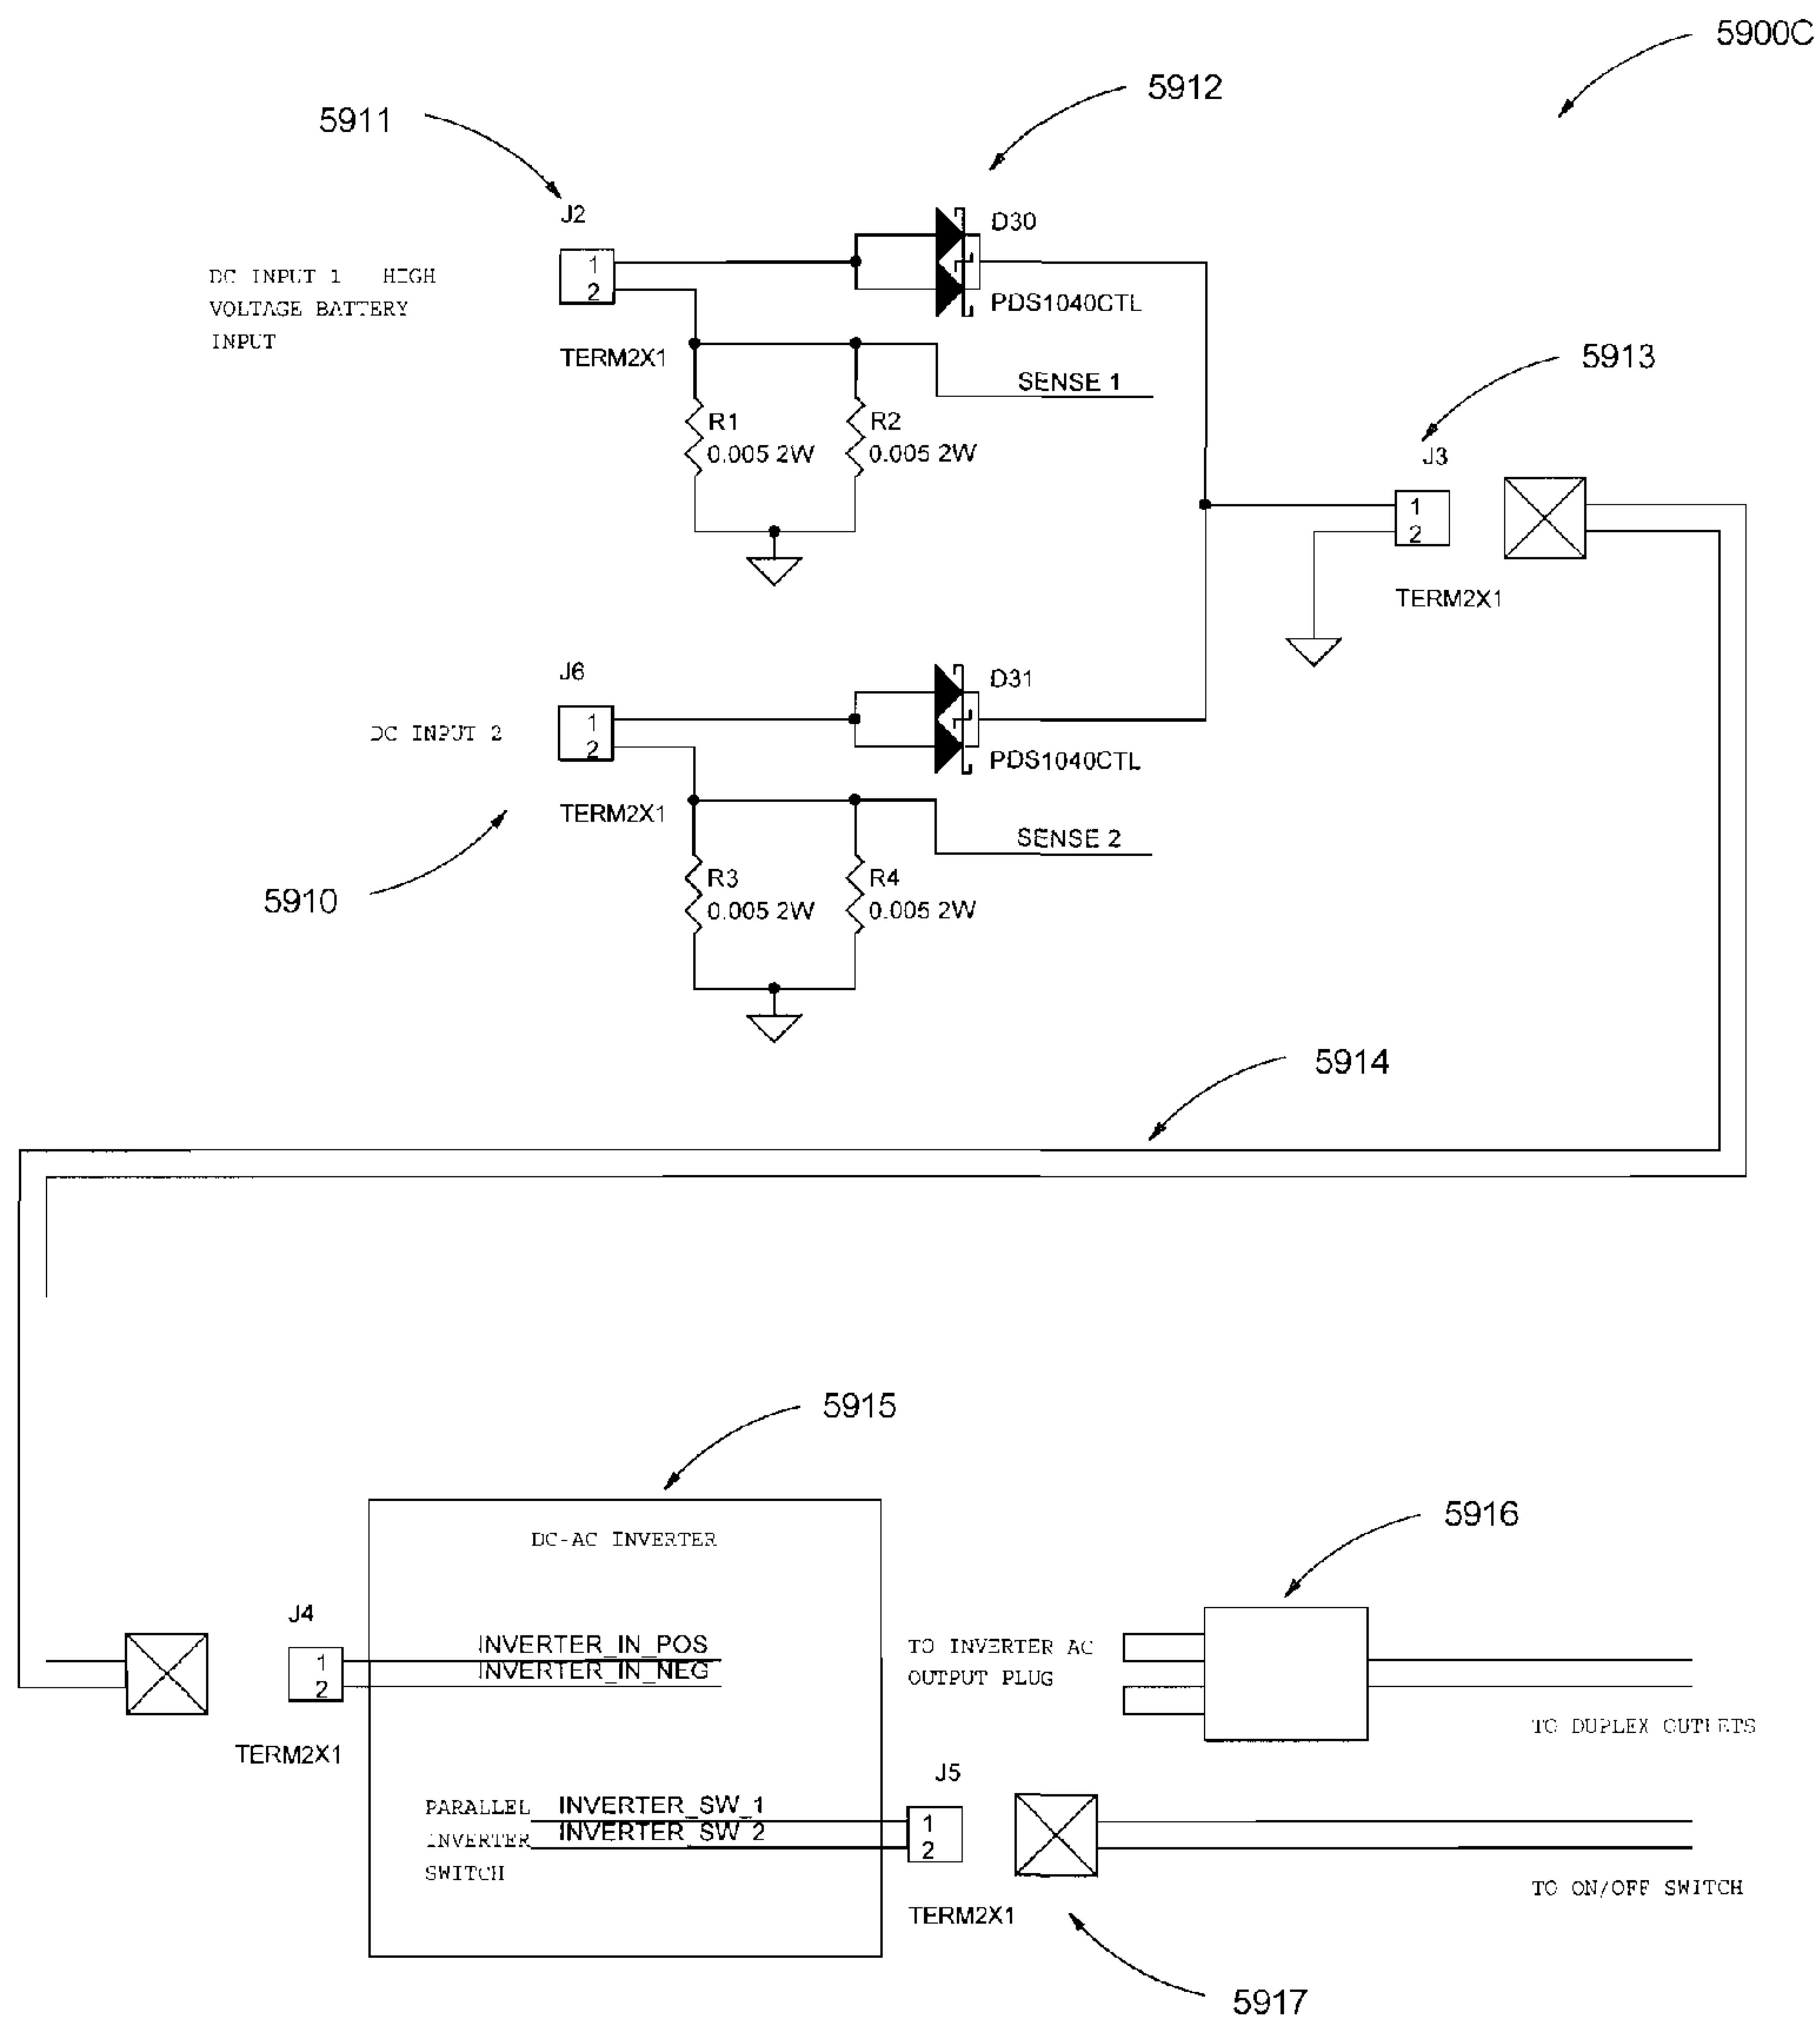 5900C
5912
5911
J2
D30
DC INPUT 1 HIGH
VOLTAGE BATTERY
INPUT
1
2
PDS1040CTL
TERM2X1
SENSE 1
5913
R1
0.005 2W
R2
0.005 2W
J3
1
2
TERM2X1
J6
D31
DC INPUT 2
1
2
PDS1040CTL
TERM2X1
SENSE 2
5910
R3
0.005 2W
R4
0.005 2W
5914
5915
5916
DC-AC INVERTER
J4
1
2
INVERTER_IN_POS
INVERTER_IN_NEG
TERM2X1
TO INVERTER AC
OUTPUT PLUG
TO DUPLEX OUTLETS
J5
PARALLEL
INVERTER
SWITCH
INVERTER_SW_1
INVERTER_SW_2
1
2
TERM2X1
TO ON/OFF SWITCH
5917